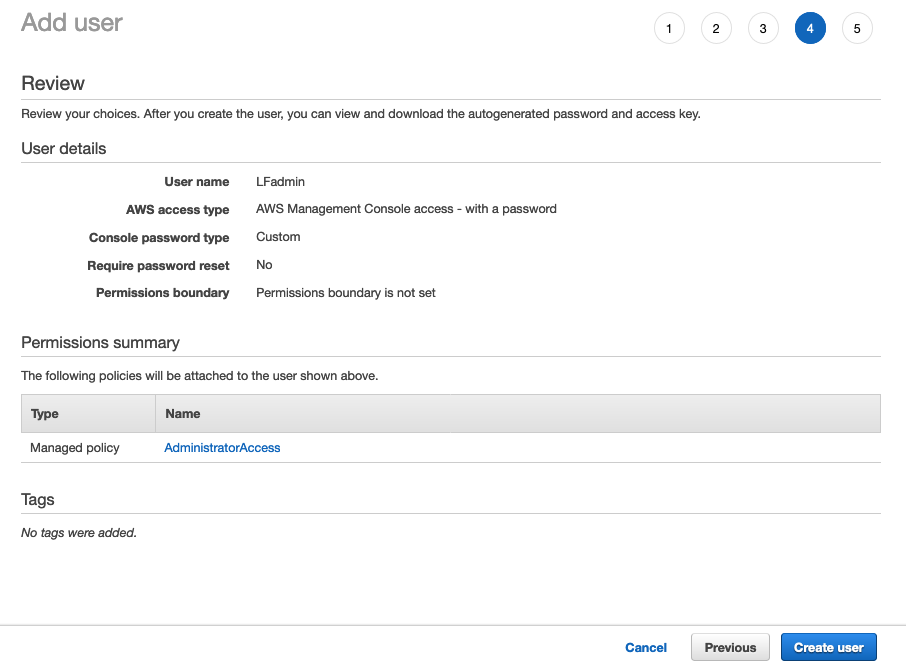 Add user
1 2 3 4 5
Review
Review your choices. After you create the user, you can view and download the autogenerated password and access key.
User details
User name LFadmin
AWS access type AWS Management Console access - with a password
Console password type Custom
Require password reset No
Permissions boundary Permissions boundary is not set
Permissions summary
The following policies will be attached to the user shown above.
Type Name
Managed policy AdministratorAccess
Tags
No tags were added.
Cancel Previous Create user